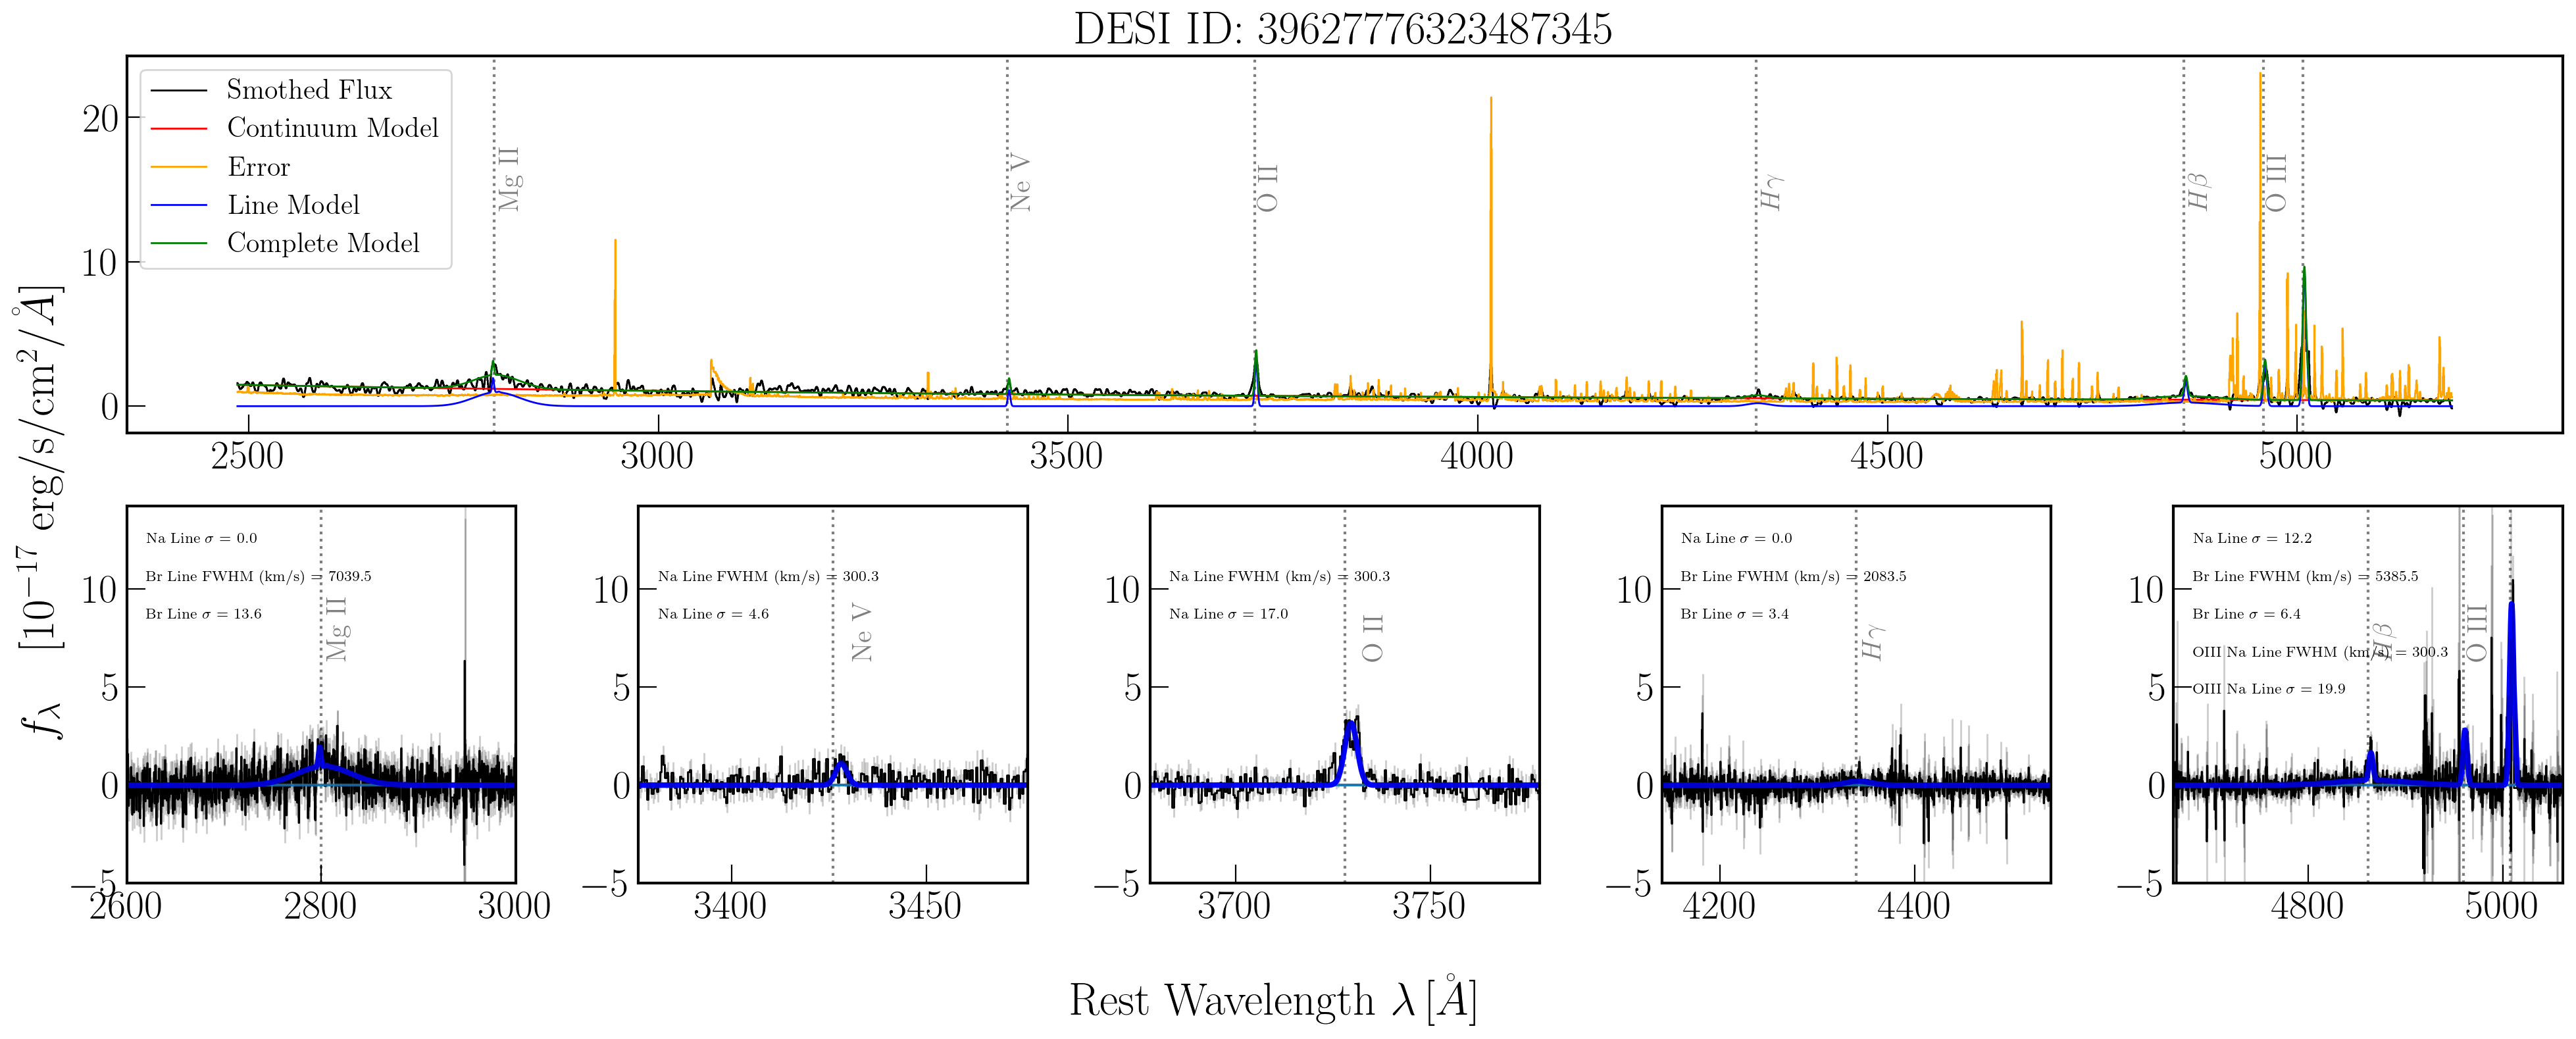 DESI ID: 39627776323487345
Smothed Flux
Continuum Model
Error
Line Model
Complete Model
Mg II
Ne V
O II
Hγ
Hβ
O III
20
10
0
2500 3000 3500 4000 4500 5000
fλ [10⁻¹⁷ erg/s/cm²/Å]
Na Line σ = 0.0
Br Line FWHM (km/s) = 7039.5
Br Line σ = 13.6
Mg II
10
5
0
−5
2600 2800 3000
Na Line FWHM (km/s) = 300.3
Na Line σ = 4.6
Ne V
10
5
0
−5
3400 3450
Na Line FWHM (km/s) = 300.3
Na Line σ = 17.0
O II
10
5
0
−5
3700 3750
Na Line σ = 0.0
Br Line FWHM (km/s) = 2083.5
Br Line σ = 3.4
Hγ
10
5
0
−5
4200 4400
Na Line σ = 12.2
Br Line FWHM (km/s) = 5385.5
Br Line σ = 6.4
OIII Na Line FWHM (km/s) = 300.3
OIII Na Line σ = 19.9
Hβ
O III
10
5
0
−5
4800 5000
Rest Wavelength λ [Å]